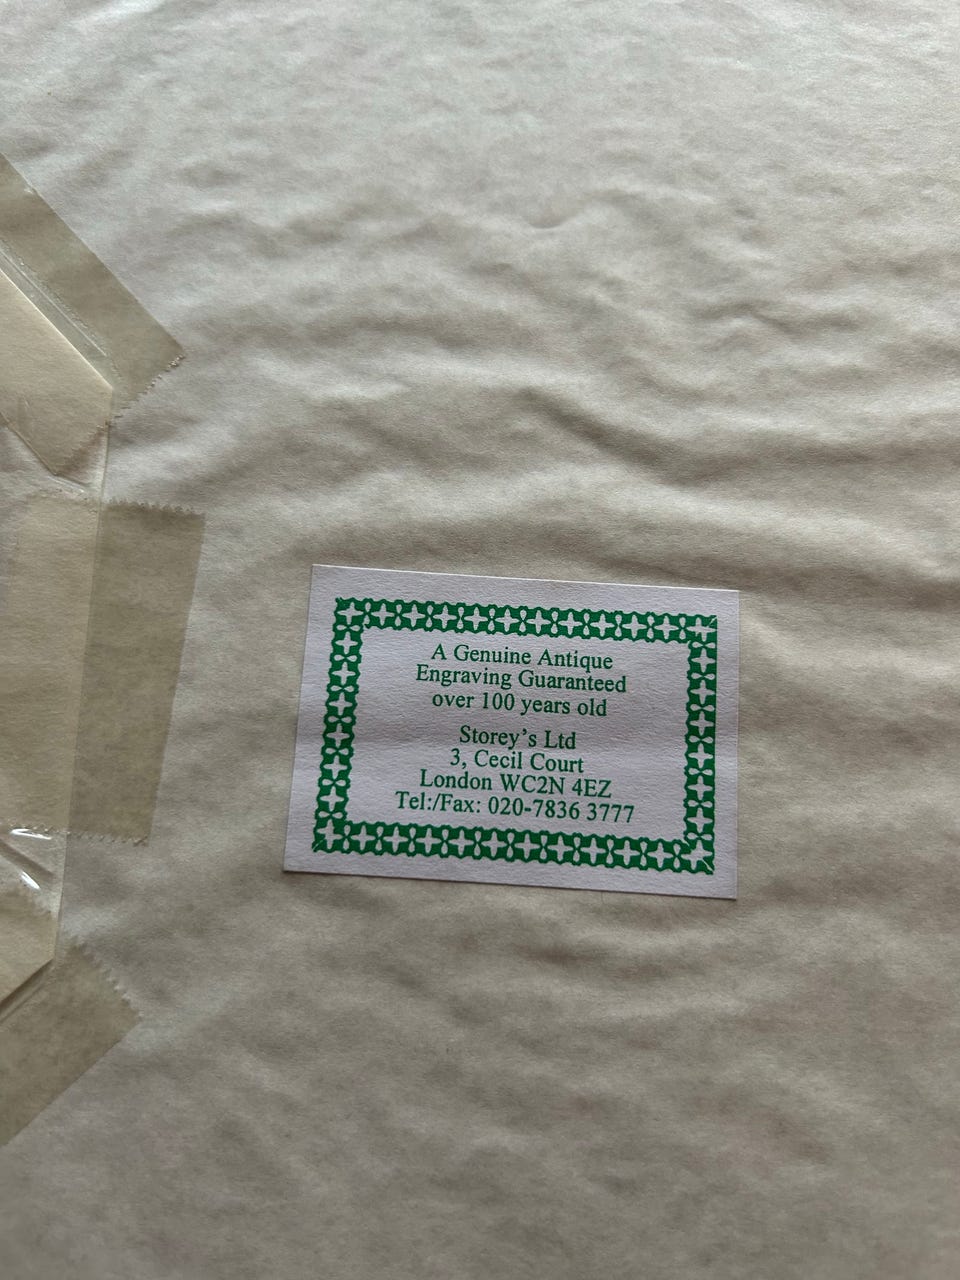 A Genuine Antique
Engraving Guaranteed
over 100 years old
Storey's Ltd
3, Cecil Court
London WC2N 4EZ
Tel:/Fax: 020-7836 3777